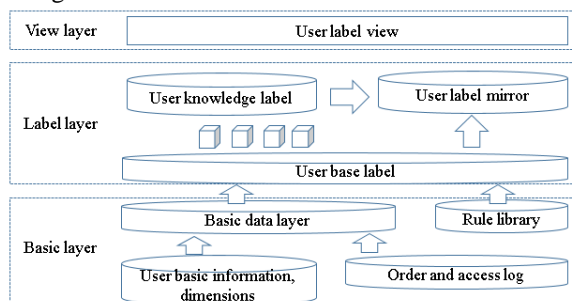 View layer
User label view
Label layer
User knowledge label
User label mirror
User base label
Basic layer
Basic data layer
Rule library
User basic information,
dimensions
Order and access log